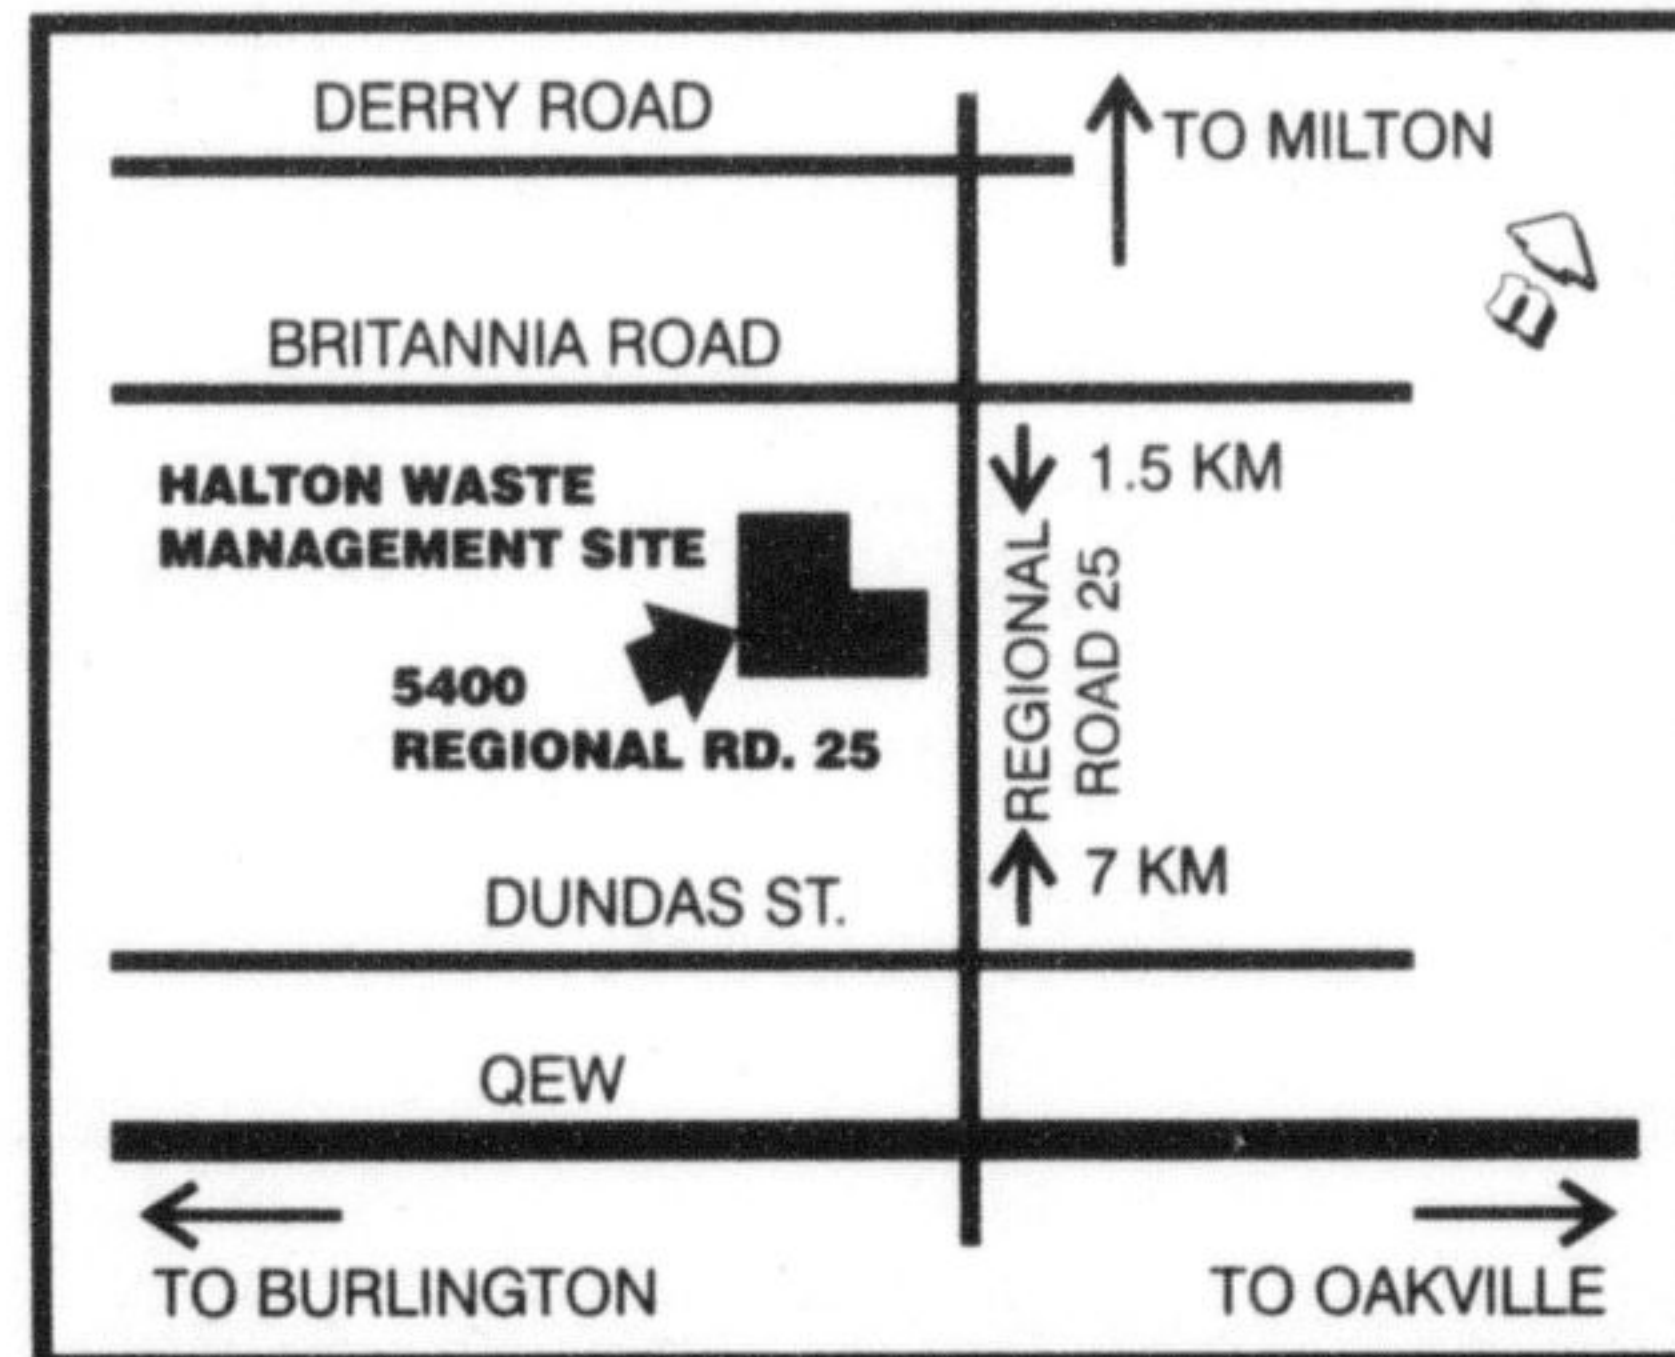 DERRY ROAD
TO MILTON
BRITANNIA ROAD
HALTON WASTE
MANAGEMENT SITE
1.5 KM
REGIONAL
ROAD 25
5400
REGIONAL RD. 25
7 KM
DUNDAS ST.
QEW
TO BURLINGTON
TO OAKVILLE